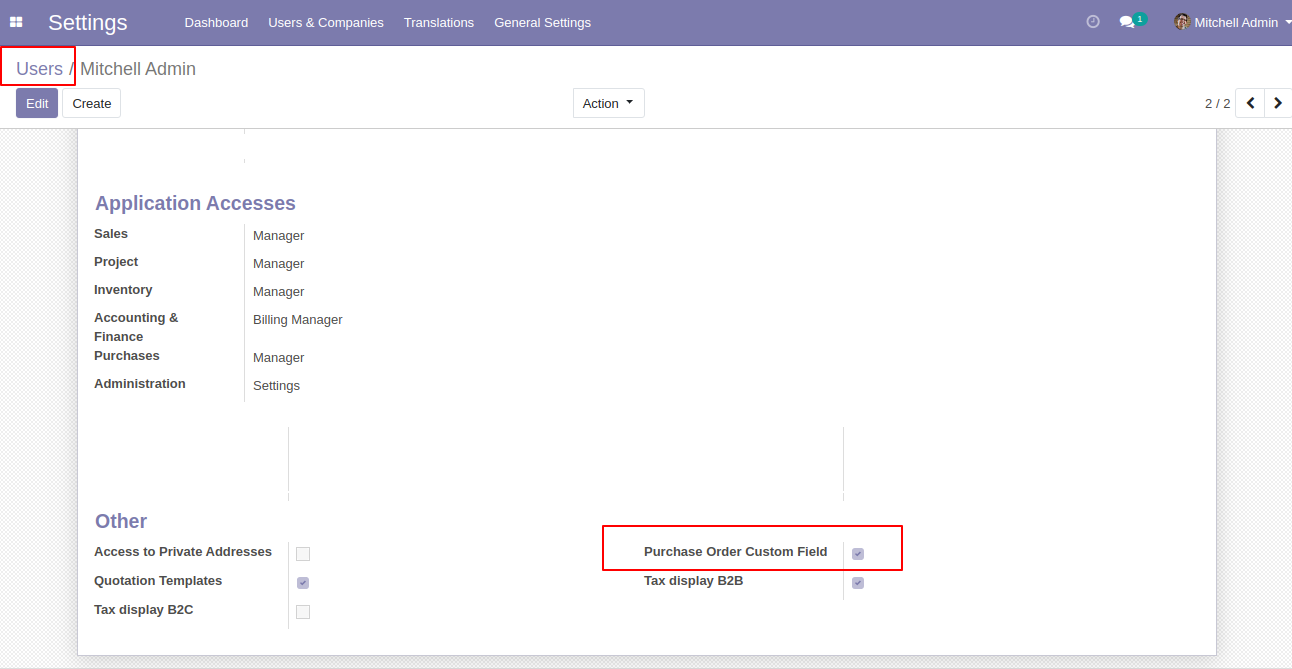 Settings Dashboard Users & Companies Translations General Settings 1 Mitchell Admin
Users / Mitchell Admin
Edit Create Action 2 / 2
Application Accesses
Sales Manager
Project Manager
Inventory Manager
Accounting & Billing Manager
Finance
Purchases Manager
Administration Settings
Other
Access to Private Addresses Purchase Order Custom Field
Quotation Templates Tax display B2B
Tax display B2C